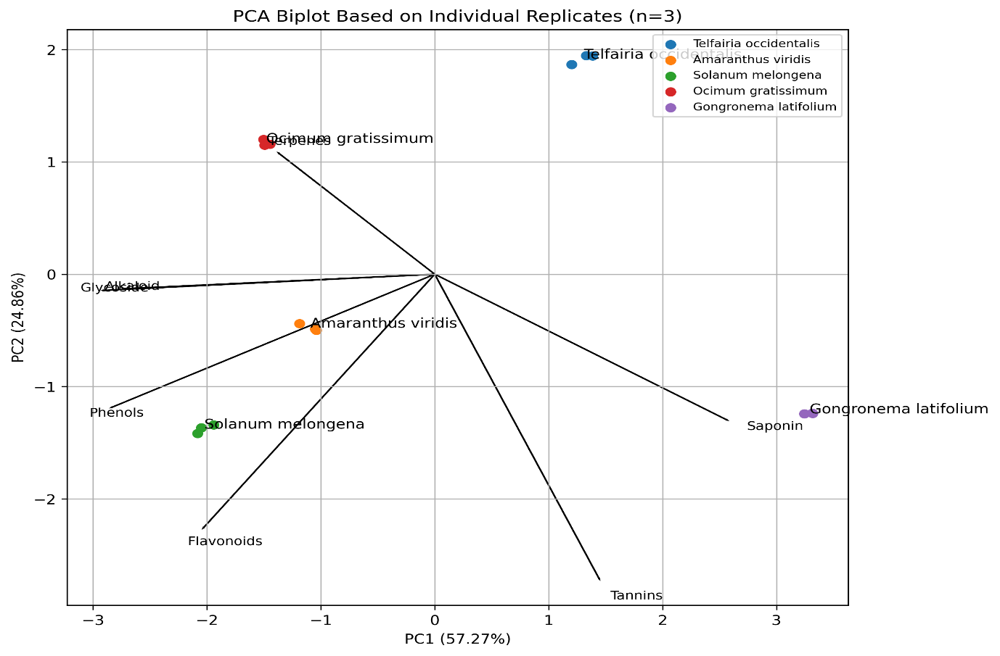 PCA Biplot Based on Individual Replicates (n=3)
2
Telfairia occidentalis
Telfairia occidentalis
Amaranthus viridis
Solanum melongena
Ocimum gratissimum
Gongronema latifolium
Ocimum gratissimum
Terpenes
1
0
Alkaloid
Glycoside
Amaranthus viridis
PC2 (24.86%)
−1
Phenols
Solanum melongena
Gongronema latifolium
Saponin
−2
Flavonoids
Tannins
−3 −2 −1 0 1 2 3
PC1 (57.27%)